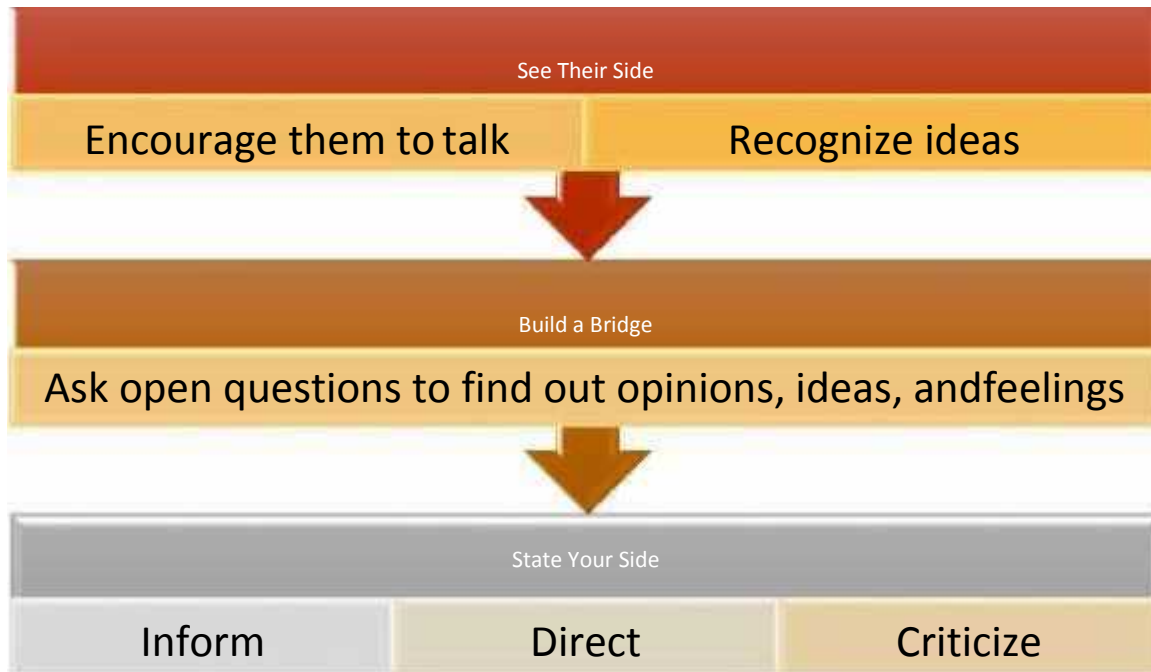 See Their Side
Encourage them to talk
Recognize ideas
Build a Bridge
Ask open questions to find out opinions, ideas, andfeelings
State Your Side
Inform
Direct
Criticize